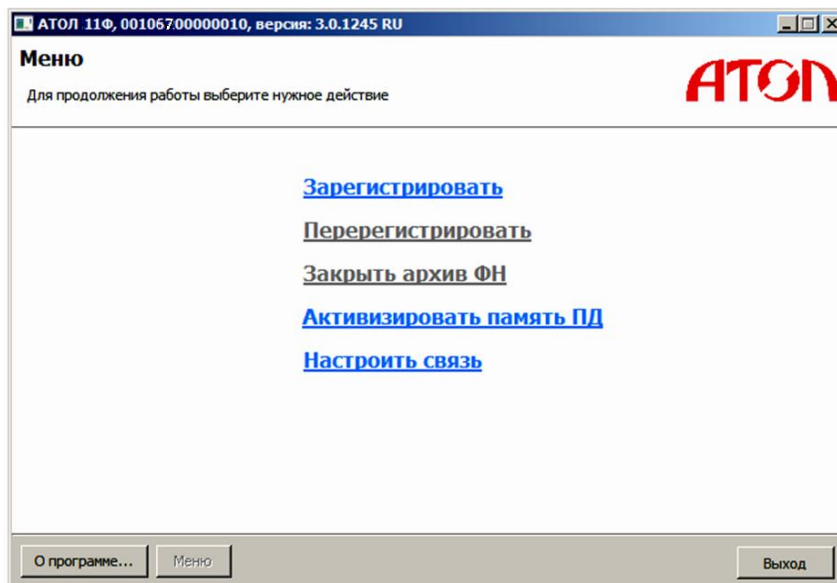 АТОЛ 11Ф, 00106700000010, версия: 3.0.1245 RU
Меню
Для продолжения работы выберите нужное действие
АТОЛ
Зарегистрировать
Перерегистрировать
Закрыть архив ФН
Активизировать память ПД
Настроить связь
О программе...
Меню
Выход